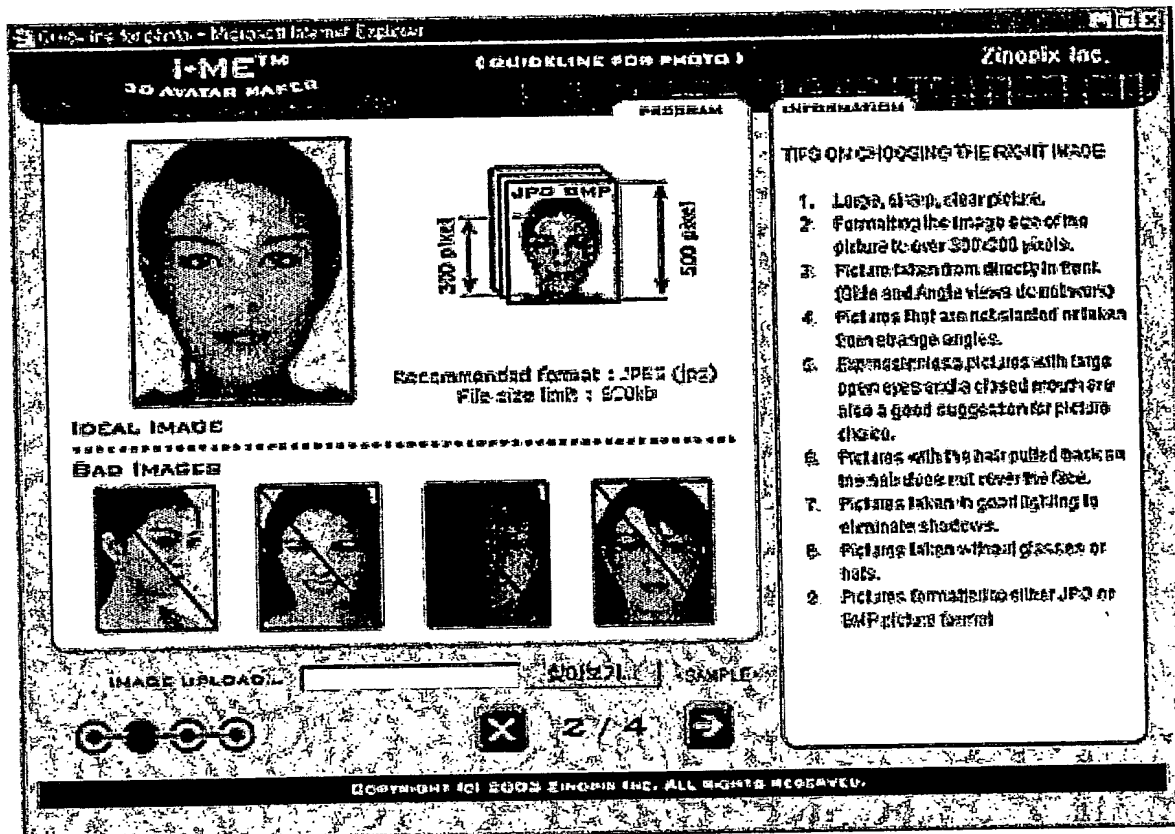 Guideline for photo - Microsoft Internet Explorer
i-ME™
3D AVATAR MAKER
( GUIDELINE FOR PHOTO )
Zinopix Inc.
PROGRAM
INFORMATION
JPG BMP
300 pixel
500 pixel
Recommended format : JPEG (jpg)
File size limit :
IDEAL IMAGE
BAD IMAGES
IMAGE UPLOAD...
<SAMPLE>
2 / 4
TIPS ON CHOOSING THE RIGHT IMAGE
1. Large, sharp, clear picture.
2. Formatting the image size of the
picture to over 300x300 pixels.
3. Picture taken from directly in front.
(Side and Angle views do not work)
4. Pictures that are not slanted or taken
from strange angles.
5. Expressionless pictures with large
open eyes and a closed mouth are
also a good suggestion for picture
choice.
6. Pictures with the hair pulled back so
the hair does not cover the face.
7. Pictures taken in good lighting to
eliminate shadows.
8. Pictures taken without glasses or
hats.
9. Pictures formatted to either JPG or
BMP picture format
COPYRIGHT (C) 2003 ZINOPIX INC. ALL RIGHTS RESERVED.